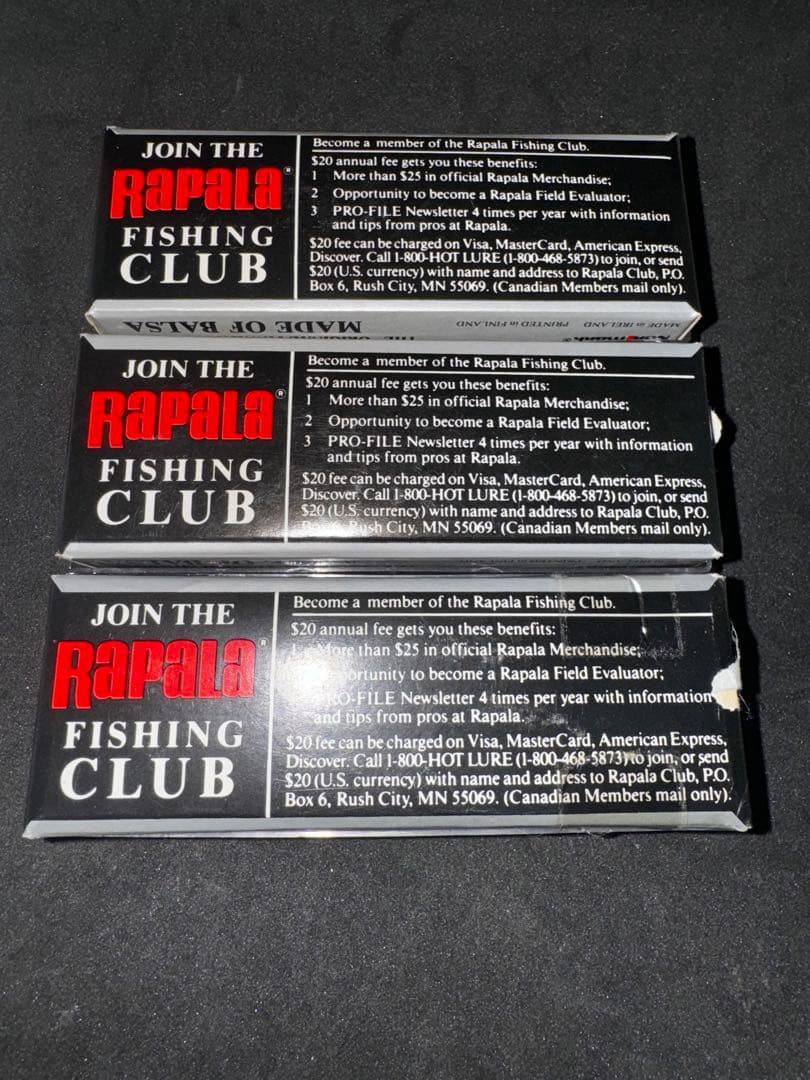 JOIN THE
Rapala®
FISHING
CLUB
Become a member of the Rapala Fishing Club.
$20 annual fee gets you these benefits:
1 More than $25 in official Rapala Merchandise;
2 Opportunity to become a Rapala Field Evaluator;
3 PRO-FILE Newsletter 4 times per year with information
and tips from pros at Rapala.
$20 fee can be charged on Visa, MasterCard, American Express,
Discover. Call 1-800-HOT LURE (1-800-468-5873) to join, or send
$20 (U.S. currency) with name and address to Rapala Club, P.O.
Box 6, Rush City, MN 55069. (Canadian Members mail only).
MADE OF BALSA
PRINTED in FINLAND
MADE in IRELAND
JOIN THE
Rapala®
FISHING
CLUB
Become a member of the Rapala Fishing Club.
$20 annual fee gets you these benefits:
1 More than $25 in official Rapala Merchandise;
2 Opportunity to become a Rapala Field Evaluator;
3 PRO-FILE Newsletter 4 times per year with information
and tips from pros at Rapala.
$20 fee can be charged on Visa, MasterCard, American Express,
Discover. Call 1-800-HOT LURE (1-800-468-5873) to join, or send
$20 (U.S. currency) with name and address to Rapala Club, P.O.
Box 6, Rush City, MN 55069. (Canadian Members mail only).
JOIN THE
Rapala®
FISHING
CLUB
Become a member of the Rapala Fishing Club.
$20 annual fee gets you these benefits:
1 More than $25 in official Rapala Merchandise;
Opportunity to become a Rapala Field Evaluator;
PRO-FILE Newsletter 4 times per year with information
and tips from pros at Rapala.
$20 fee can be charged on Visa, MasterCard, American Express,
Discover. Call 1-800-HOT LURE (1-800-468-5873) to join, or send
$20 (U.S. currency) with name and address to Rapala Club, P.O.
Box 6, Rush City, MN 55069. (Canadian Members mail only).